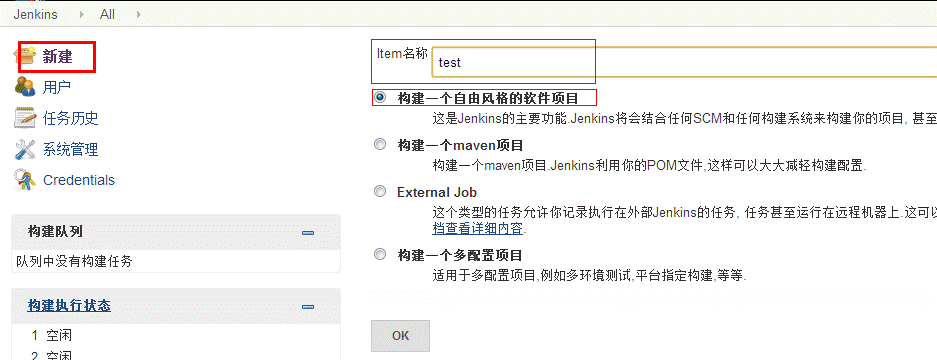 Jenkins All
新建
用户
任务历史
系统管理
Credentials
构建队列
队列中没有构建任务
构建执行状态
1 空闲
2 空闲
Item名称 test
构建一个自由风格的软件项目
这是Jenkins的主要功能.Jenkins将会结合任何SCM和任何构建系统来构建你的项目, 甚至
构建一个maven项目
构建一个maven项目.Jenkins利用你的POM文件,这样可以大大减轻构建配置.
External Job
这个类型的任务允许你记录执行在外部Jenkins的任务, 任务甚至运行在远程机器上.这可以
档查看详细内容.
构建一个多配置项目
适用于多配置项目,例如多环境测试,平台指定构建,等等.
OK